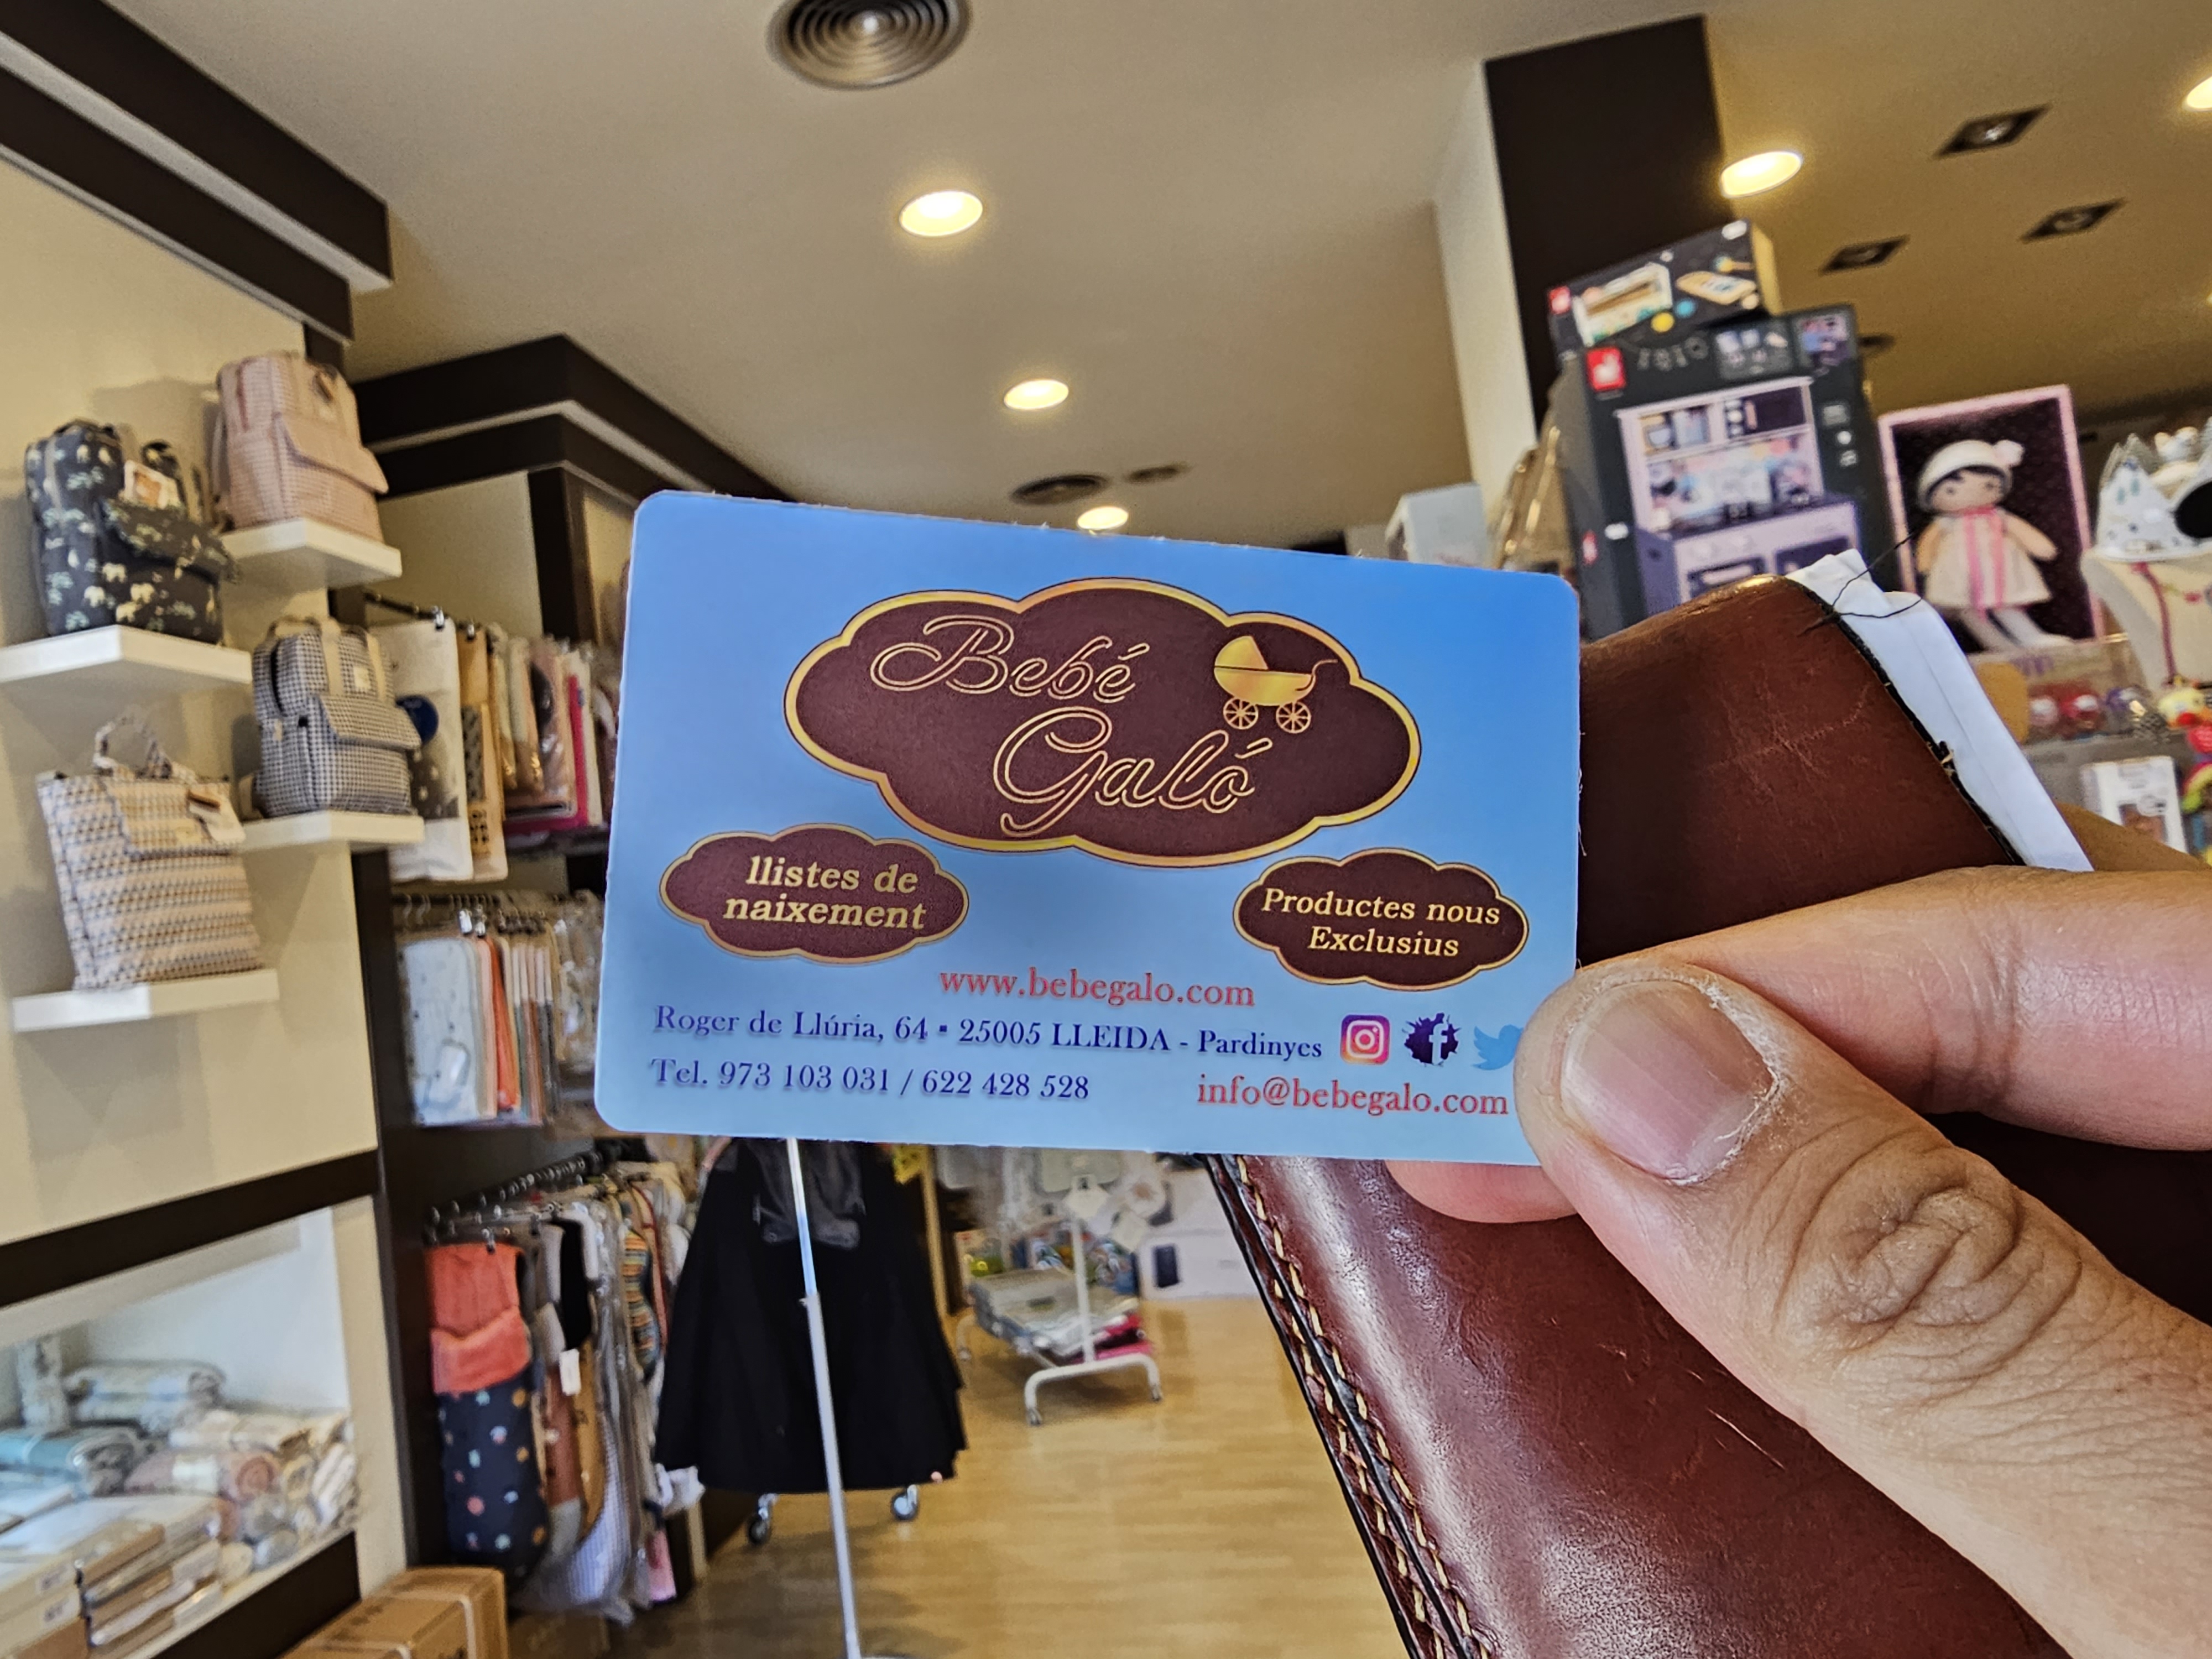 Bebé
Galó
llistes de
naixement
Productes nous
Exclusius
www.bebegalo.com
Roger de Llúria, 64 ▪ 25005 LLEIDA - Pardinyes
Tel. 973 103 031 / 622 428 528
info@bebegalo.com